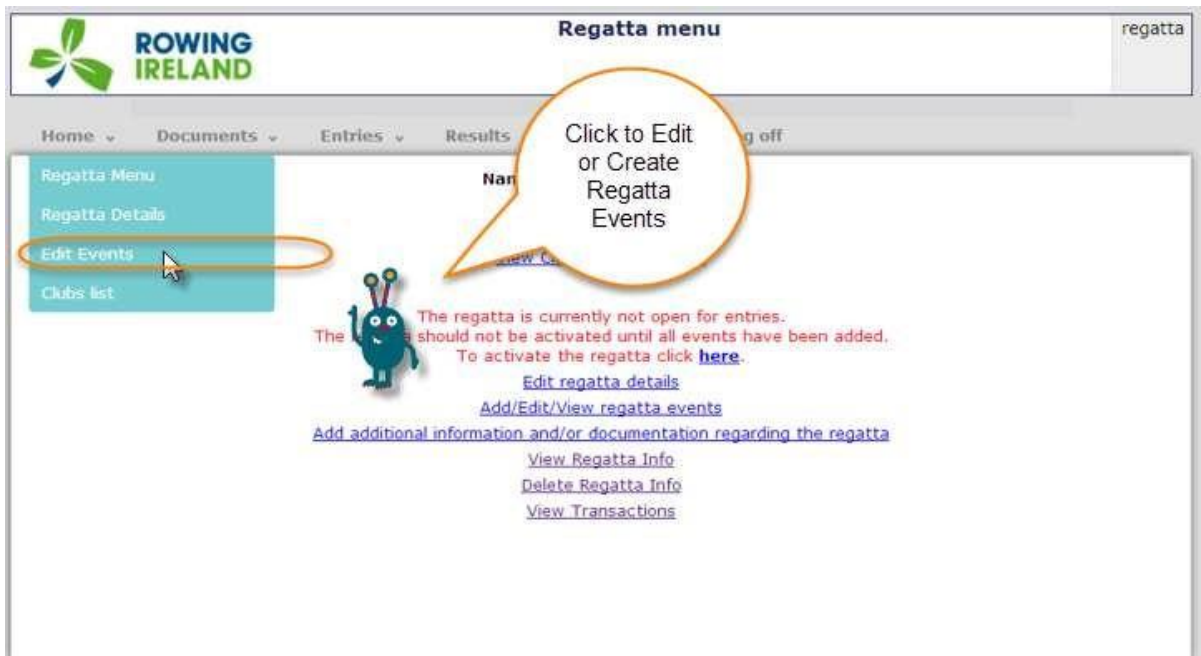 ROWING
IRELAND
Regatta menu
regatta
Home
Documents
Entries
Results
off
Click to Edit
or Create
Regatta
Events
Regatta Menu
Regatta Details
Edit Events
Clubs list
The regatta is currently not open for entries.
The should not be activated until all events have been added.
To activate the regatta click here.
Edit regatta details
Add/Edit/View regatta events
Add additional information and/or documentation regarding the regatta
View Regatta Info
Delete Regatta Info
View Transactions